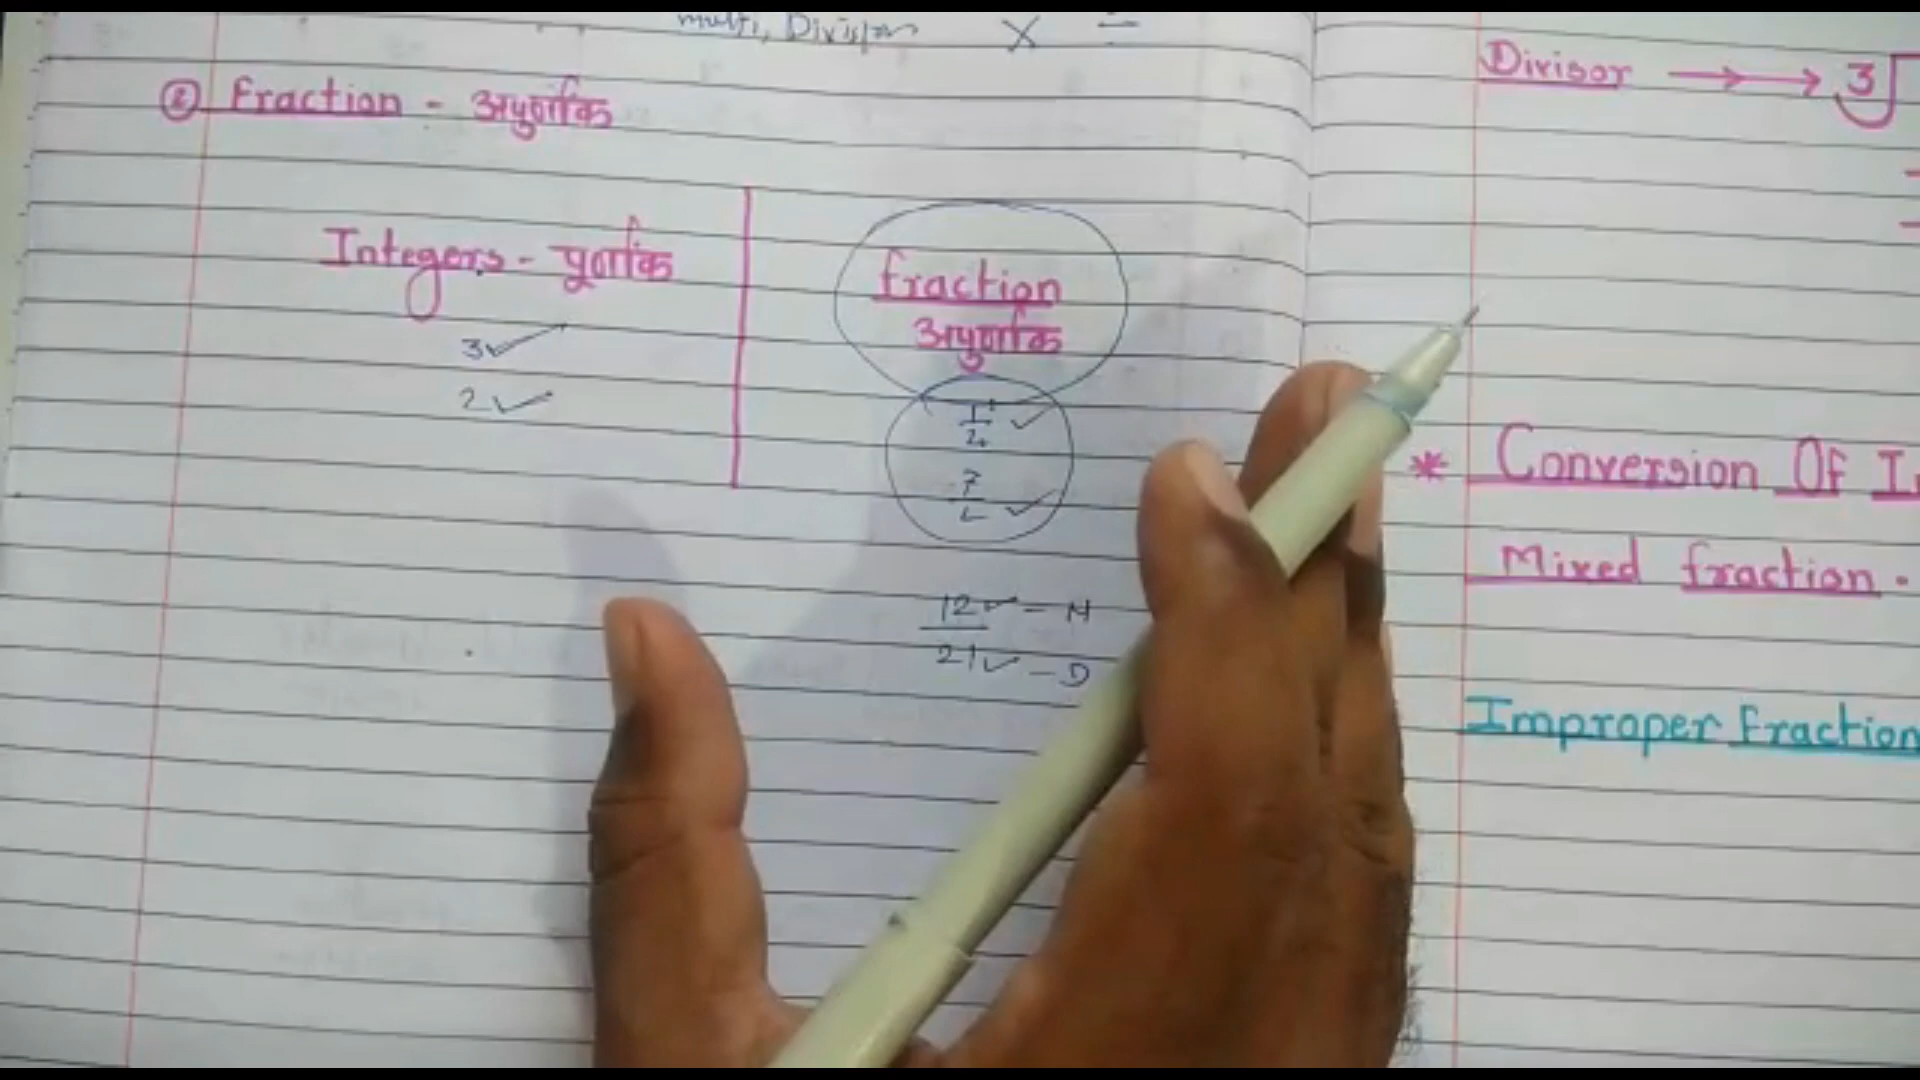 multi, Division × ÷
② Fraction - अपुर्णांक
Integers - पूर्णांक
3 ✓
2 ✓
fraction
अपुर्णांक
1/2 ✓
7/2 ✓
12 ✓ - N
21 ✓ - D
Divisor → → 3
* Conversion Of I
Mixed fraction.
Improper fraction